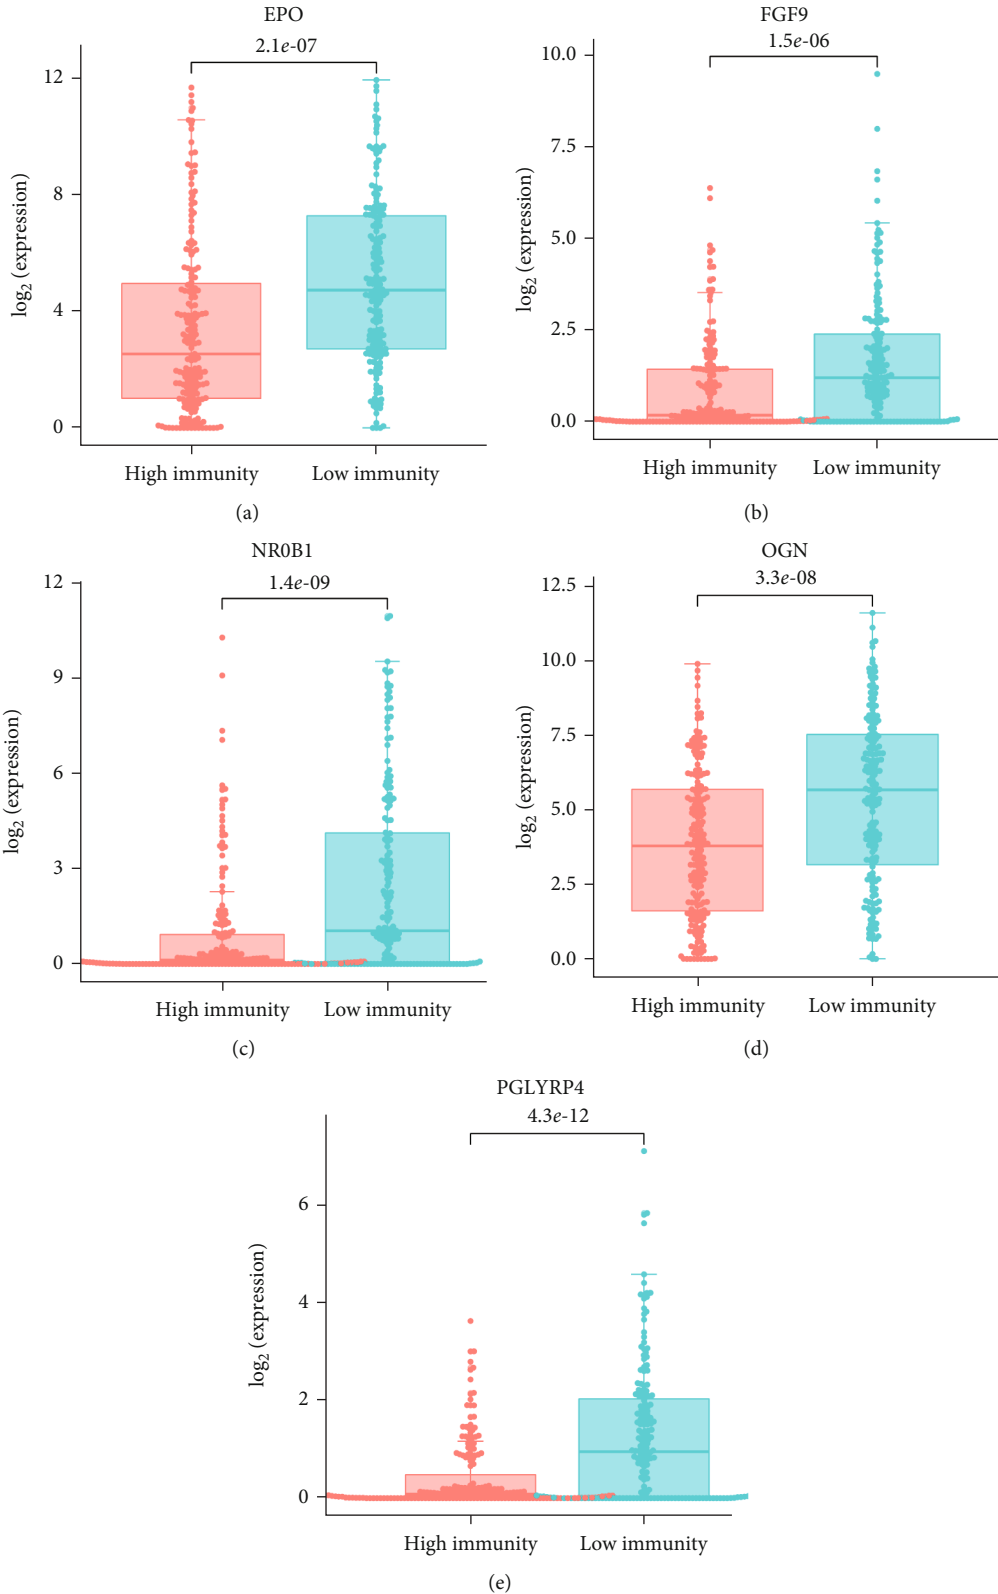 EPO
2.1e-07
12
8
4
0
log2 (expression)
High immunity
Low immunity
(a)
FGF9
1.5e-06
10.0
7.5
5.0
2.5
0.0
log2 (expression)
High immunity
Low immunity
(b)
NR0B1
1.4e-09
12
9
6
3
0
log2 (expression)
High immunity
Low immunity
(c)
OGN
3.3e-08
12.5
10.0
7.5
5.0
2.5
0.0
log2 (expression)
High immunity
Low immunity
(d)
PGLYRP4
4.3e-12
6
4
2
0
log2 (expression)
High immunity
Low immunity
(e)